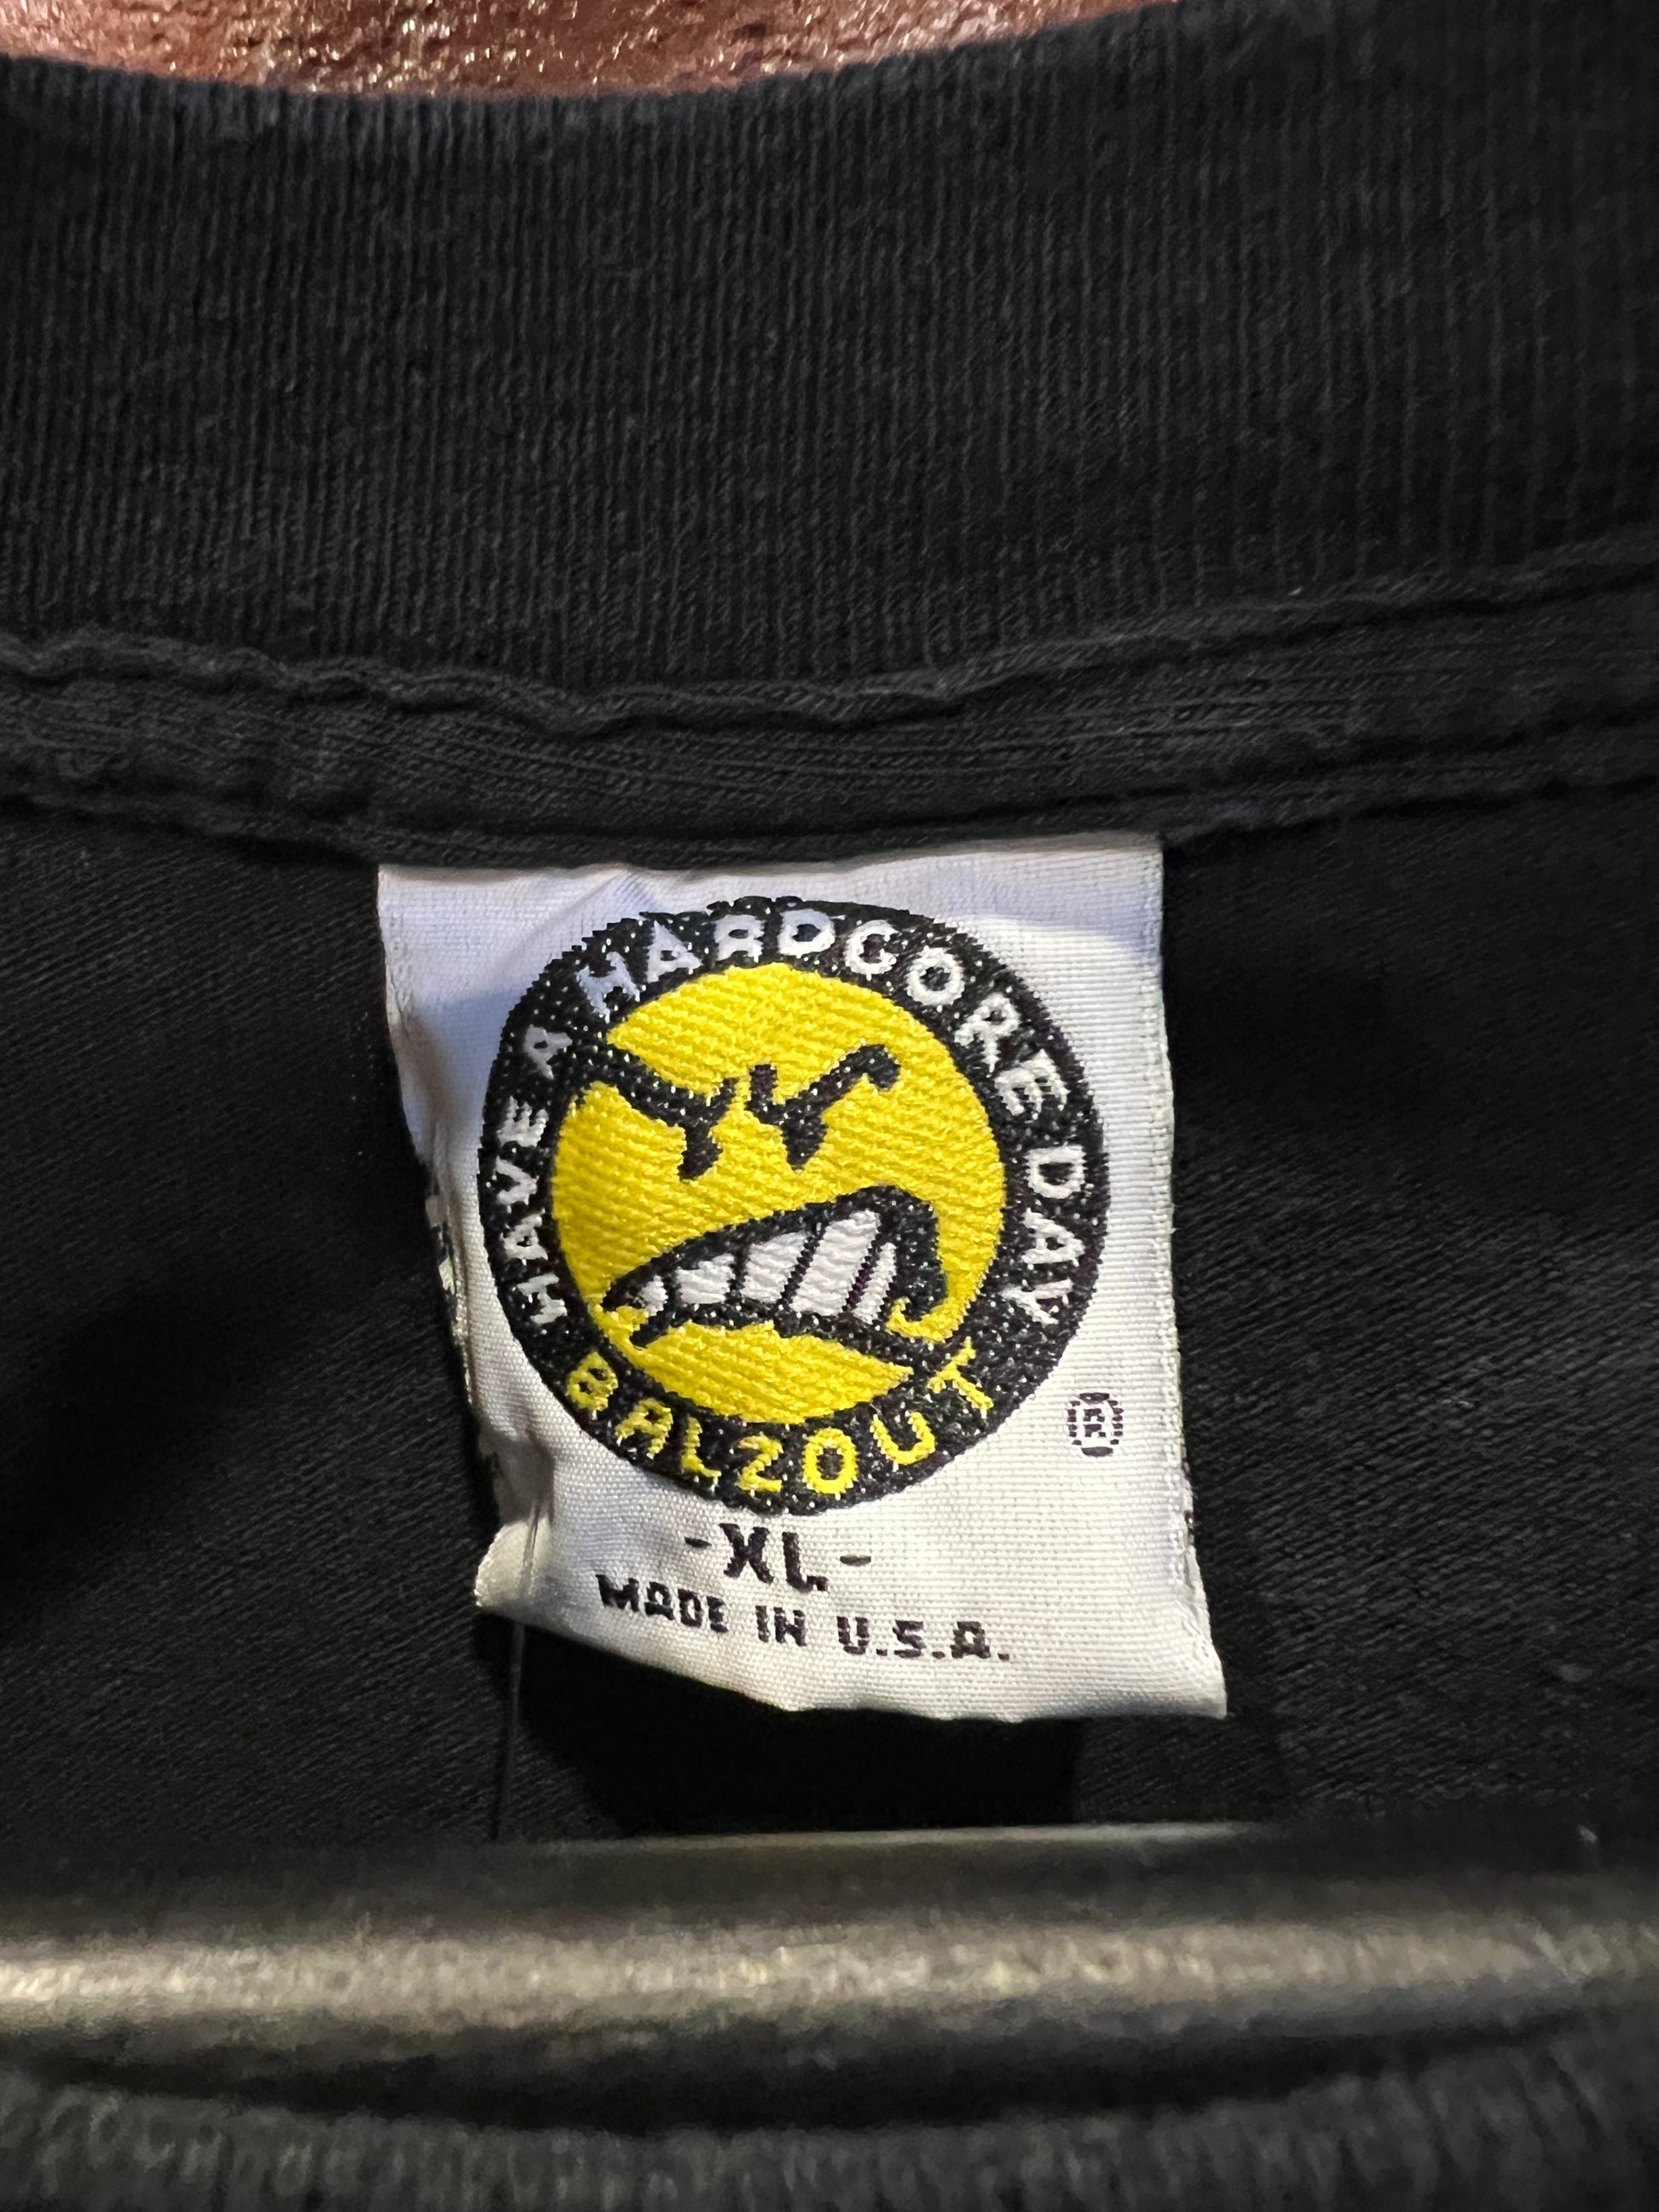 HAVE A HARDCORE DAY
BALZOUT
®
-XL-
MADE IN U.S.A.